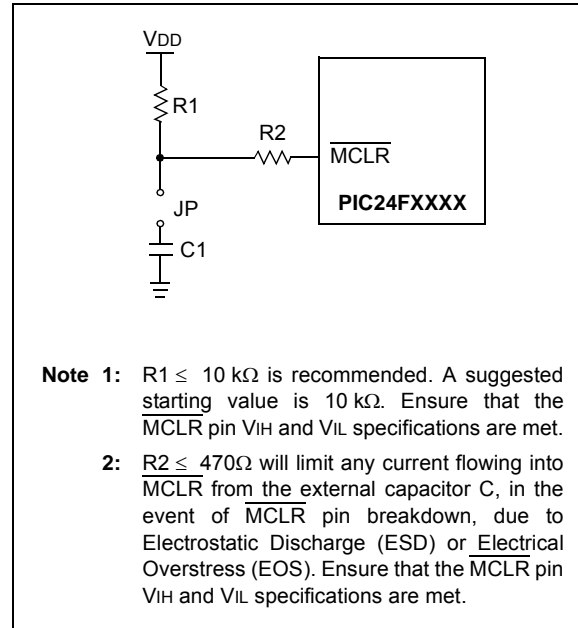 VDD
R1
R2
MCLR
JP
PIC24FXXXX
C1
Note 1: R1 ≤ 10 kΩ is recommended. A suggested
starting value is 10 kΩ. Ensure that the
MCLR pin VIH and VIL specifications are met.
2: R2 ≤ 470Ω will limit any current flowing into
MCLR from the external capacitor C, in the
event of MCLR pin breakdown, due to
Electrostatic Discharge (ESD) or Electrical
Overstress (EOS). Ensure that the MCLR pin
VIH and VIL specifications are met.